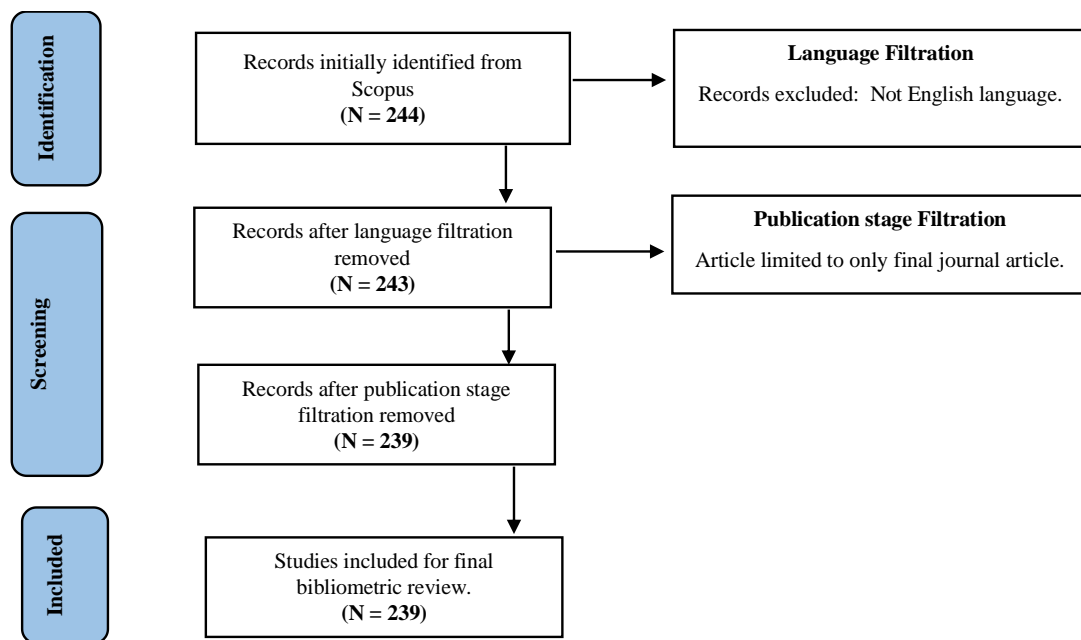 Identification
Records initially identified from
Scopus
(N = 244)
Language Filtration
Records excluded:  Not English language.
Screening
Records after language filtration
removed
(N = 243)
Publication stage Filtration
Article limited to only final journal article.
Records after publication stage
filtration removed
(N = 239)
Included
Studies included for final
bibliometric review.
(N = 239)